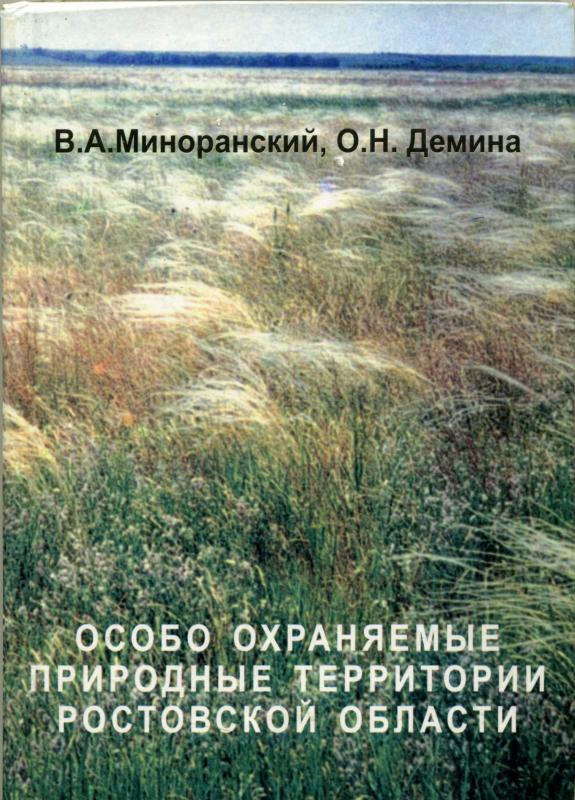 В.А.Миноранский, О.Н. Демина
ОСОБО ОХРАНЯЕМЫЕ
ПРИРОДНЫЕ ТЕРРИТОРИИ
РОСТОВСКОЙ ОБЛАСТИ